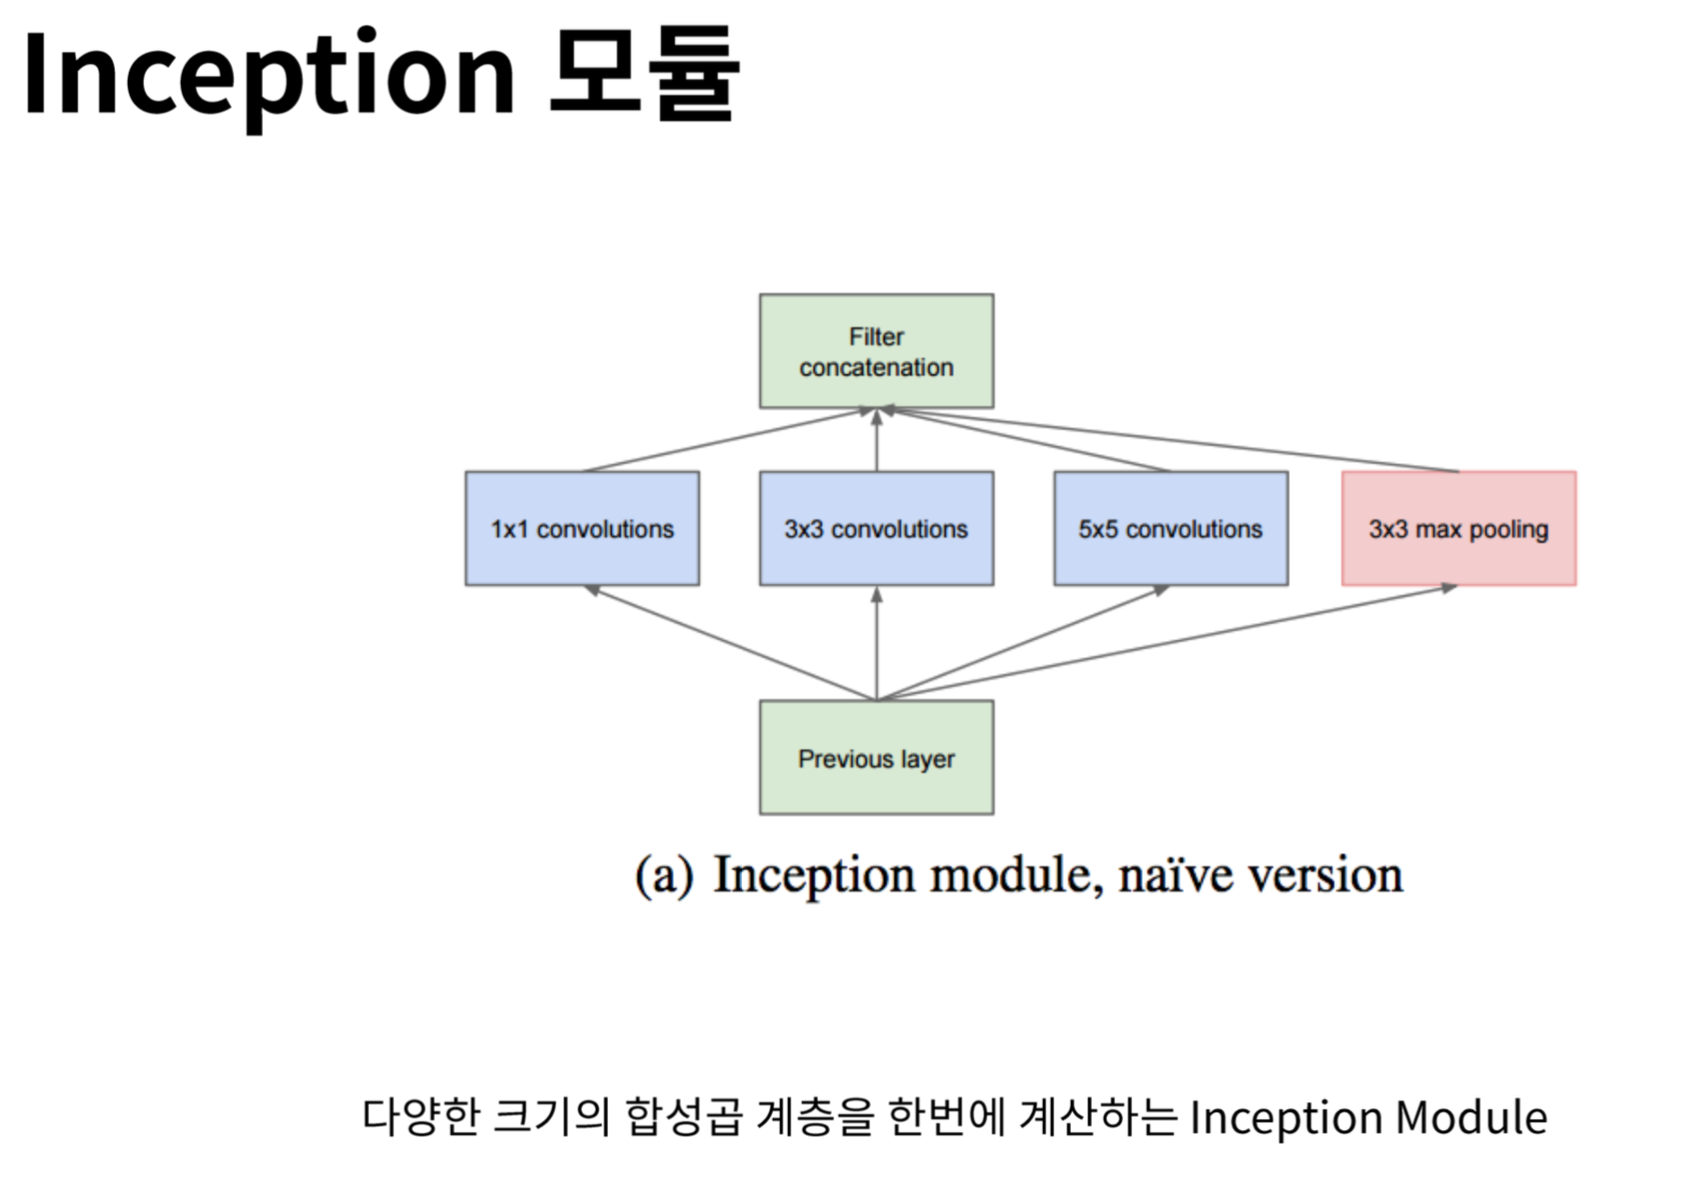 Inception 모듈
Filter
concatenation
1x1 convolutions
3x3 convolutions
5x5 convolutions
3x3 max pooling
Previous layer
(a) Inception module, naïve version
다양한 크기의 합성곱 계층을 한번에 계산하는 Inception Module